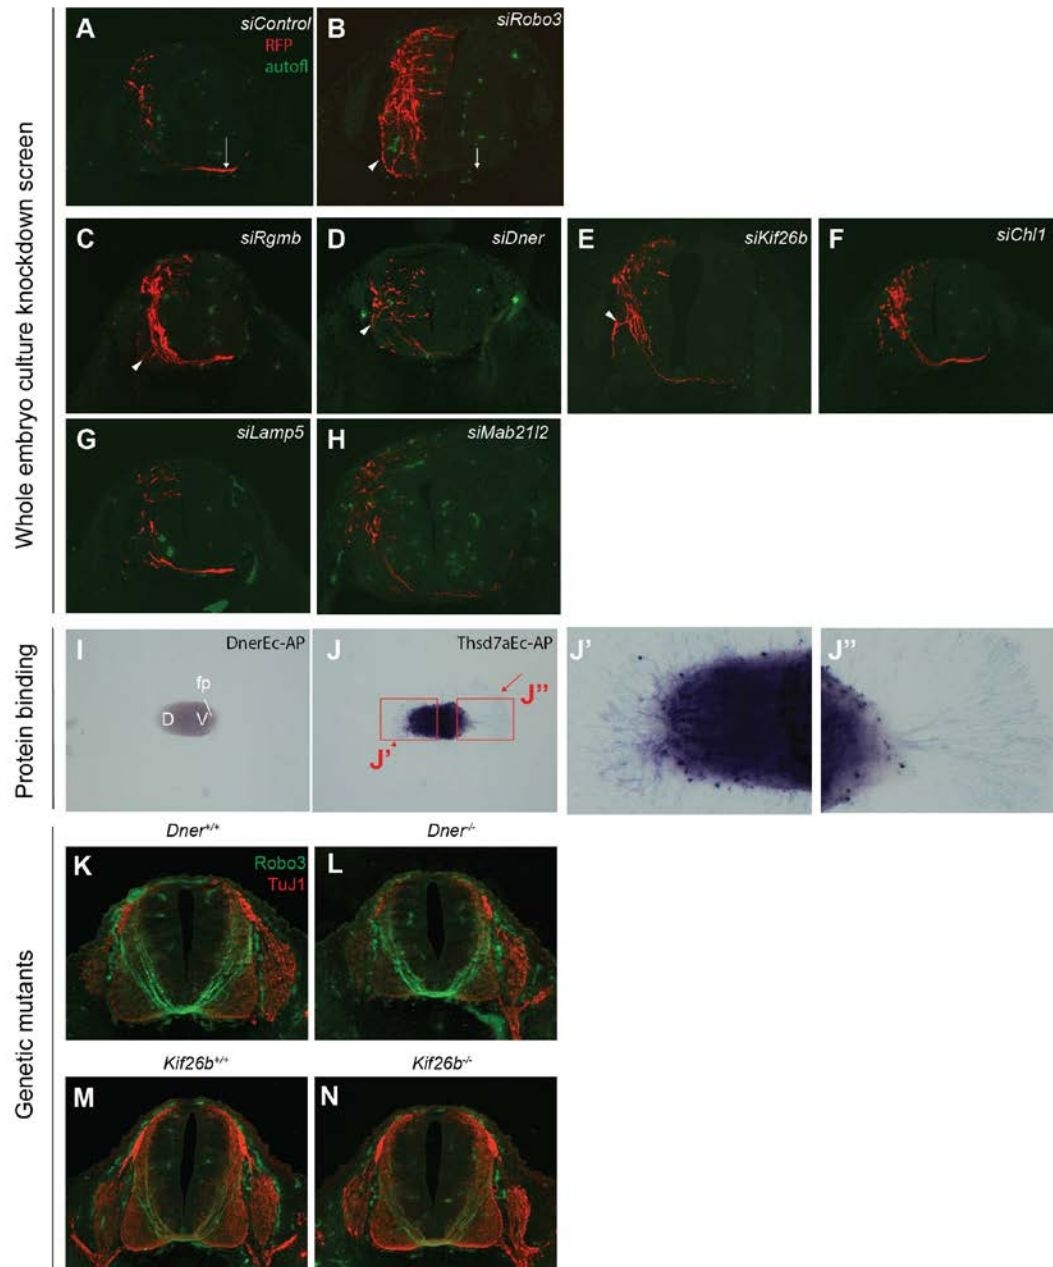 Whole embryo culture knockdown screen
A
siControl
RFP
autofl
B
siRobo3
C
siRgmb
D
siDner
E
siKif26b
F
siChl1
G
siLamp5
H
siMab21l2
Protein binding
I
DnerEc-AP
fp
D
V
J
Thsd7aEc-AP
J''
J'
J'
J''
Genetic mutants
Dner+/+
Dner-/-
K
Robo3
TuJ1
L
Kif26b+/+
Kif26b-/-
M
N